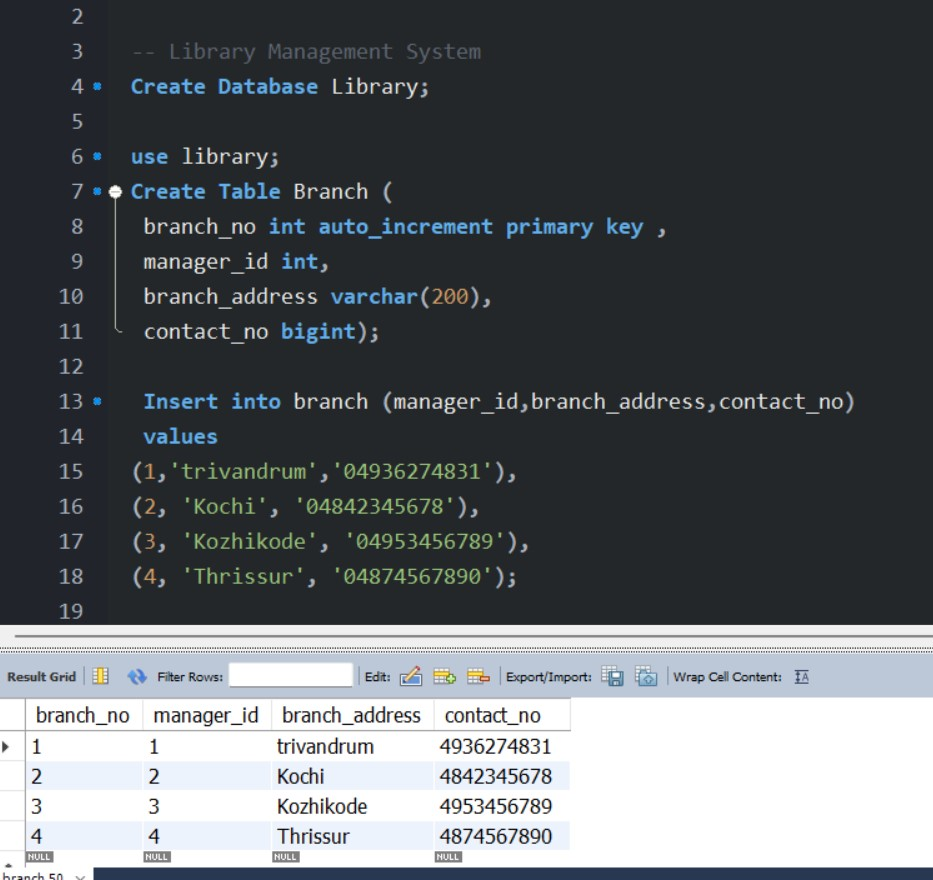 2
3 -- Library Management System
4 Create Database Library;
5
6 use library;
7 Create Table Branch (
8 branch_no int auto_increment primary key ,
9 manager_id int,
10 branch_address varchar(200),
11 contact_no bigint);
12
13 Insert into branch (manager_id,branch_address,contact_no)
14 values
15 (1,'trivandrum','04936274831'),
16 (2, 'Kochi', '04842345678'),
17 (3, 'Kozhikode', '04953456789'),
18 (4, 'Thrissur', '04874567890');
19
Result Grid Filter Rows: Edit: Export/Import: Wrap Cell Content: IA
branch_no manager_id branch_address contact_no
1 1 trivandrum 4936274831
2 2 Kochi 4842345678
3 3 Kozhikode 4953456789
4 4 Thrissur 4874567890
NULL NULL NULL NULL
branch 50